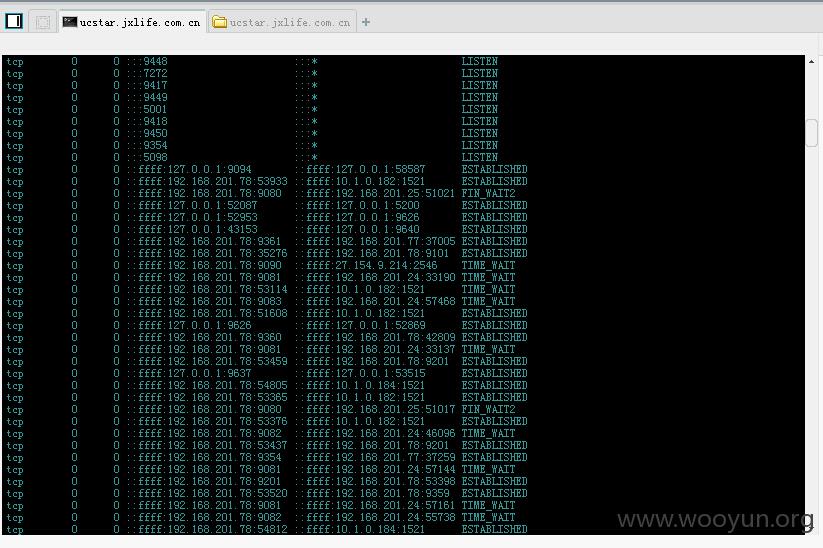 ucstar.jxlife.com.cn ucstar.jxlife.com.cn +
tcp 0 0 :::9448 :::* LISTEN
tcp 0 0 :::7272 :::* LISTEN
tcp 0 0 :::9417 :::* LISTEN
tcp 0 0 :::9449 :::* LISTEN
tcp 0 0 :::5001 :::* LISTEN
tcp 0 0 :::9418 :::* LISTEN
tcp 0 0 :::9450 :::* LISTEN
tcp 0 0 :::9354 :::* LISTEN
tcp 0 0 :::5098 :::* LISTEN
tcp 0 0 ::ffff:127.0.0.1:9094 ::ffff:127.0.0.1:58587 ESTABLISHED
tcp 0 0 ::ffff:192.168.201.78:53933 ::ffff:10.1.0.182:1521 ESTABLISHED
tcp 0 0 ::ffff:192.168.201.78:9080 ::ffff:192.168.201.25:51021 FIN_WAIT2
tcp 0 0 ::ffff:127.0.0.1:52087 ::ffff:127.0.0.1:5200 ESTABLISHED
tcp 0 0 ::ffff:127.0.0.1:52953 ::ffff:127.0.0.1:9626 ESTABLISHED
tcp 0 0 ::ffff:127.0.0.1:43153 ::ffff:127.0.0.1:9640 ESTABLISHED
tcp 0 0 ::ffff:192.168.201.78:9361 ::ffff:192.168.201.77:37005 ESTABLISHED
tcp 0 0 ::ffff:192.168.201.78:35276 ::ffff:192.168.201.78:9101 ESTABLISHED
tcp 0 0 ::ffff:192.168.201.78:9090 ::ffff:27.154.9.214:2546 TIME_WAIT
tcp 0 0 ::ffff:192.168.201.78:9081 ::ffff:192.168.201.24:33190 TIME_WAIT
tcp 0 0 ::ffff:192.168.201.78:53114 ::ffff:10.1.0.182:1521 TIME_WAIT
tcp 0 0 ::ffff:192.168.201.78:9083 ::ffff:192.168.201.24:57468 TIME_WAIT
tcp 0 0 ::ffff:192.168.201.78:51608 ::ffff:10.1.0.182:1521 ESTABLISHED
tcp 0 0 ::ffff:127.0.0.1:9626 ::ffff:127.0.0.1:52869 ESTABLISHED
tcp 0 0 ::ffff:192.168.201.78:9360 ::ffff:192.168.201.78:42809 ESTABLISHED
tcp 0 0 ::ffff:192.168.201.78:9081 ::ffff:192.168.201.24:33137 TIME_WAIT
tcp 0 0 ::ffff:192.168.201.78:53459 ::ffff:192.168.201.78:9201 ESTABLISHED
tcp 0 0 ::ffff:127.0.0.1:9637 ::ffff:127.0.0.1:53515 ESTABLISHED
tcp 0 0 ::ffff:192.168.201.78:54805 ::ffff:10.1.0.184:1521 ESTABLISHED
tcp 0 0 ::ffff:192.168.201.78:53365 ::ffff:10.1.0.182:1521 ESTABLISHED
tcp 0 0 ::ffff:192.168.201.78:9080 ::ffff:192.168.201.25:51017 FIN_WAIT2
tcp 0 0 ::ffff:192.168.201.78:53376 ::ffff:10.1.0.182:1521 ESTABLISHED
tcp 0 0 ::ffff:192.168.201.78:9082 ::ffff:192.168.201.24:46096 TIME_WAIT
tcp 0 0 ::ffff:192.168.201.78:53437 ::ffff:192.168.201.78:9201 ESTABLISHED
tcp 0 0 ::ffff:192.168.201.78:9354 ::ffff:192.168.201.77:37259 ESTABLISHED
tcp 0 0 ::ffff:192.168.201.78:9081 ::ffff:192.168.201.24:57144 TIME_WAIT
tcp 0 0 ::ffff:192.168.201.78:9201 ::ffff:192.168.201.78:53398 ESTABLISHED
tcp 0 0 ::ffff:192.168.201.78:53520 ::ffff:192.168.201.78:9359 ESTABLISHED
tcp 0 0 ::ffff:192.168.201.78:9081 ::ffff:192.168.201.24:57161 TIME_WAIT
tcp 0 0 ::ffff:192.168.201.78:9082 ::ffff:192.168.201.24:55738 TIME_WAIT
tcp 0 0 ::ffff:192.168.201.78:54812 ::ffff:10.1.0.184:1521 ESTABLISHED
www.wooyun.org